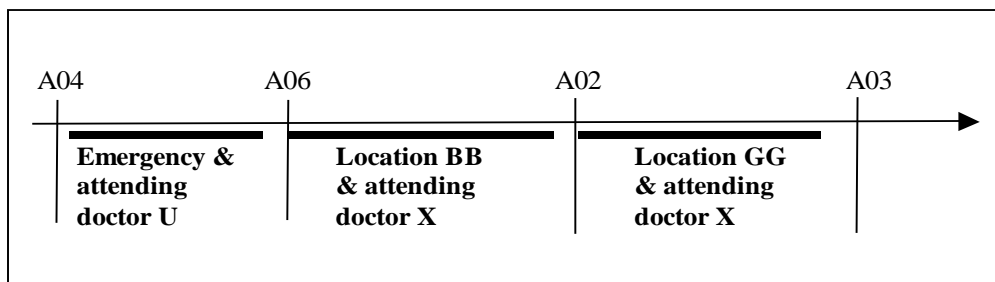 A04 A06 A02 A03
Emergency & Location BB Location GG
attending & attending & attending
doctor U doctor X doctor X